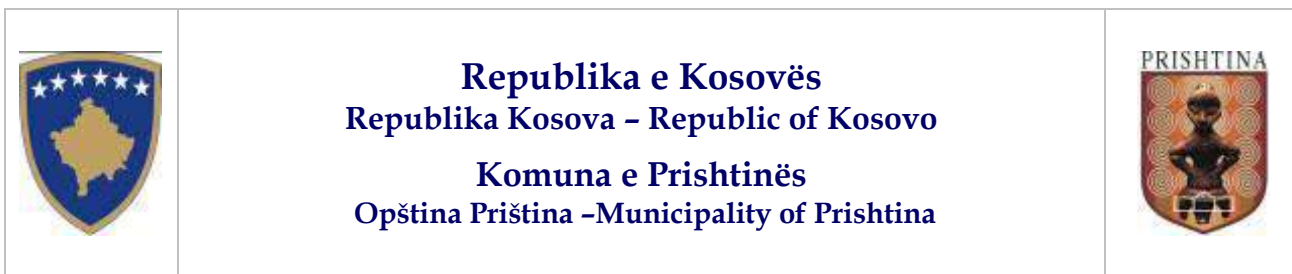 Republika e Kosovës
Republika Kosova – Republic of Kosovo
Komuna e Prishtinës
Opština Priština –Municipality of Prishtina
PRISHTINA